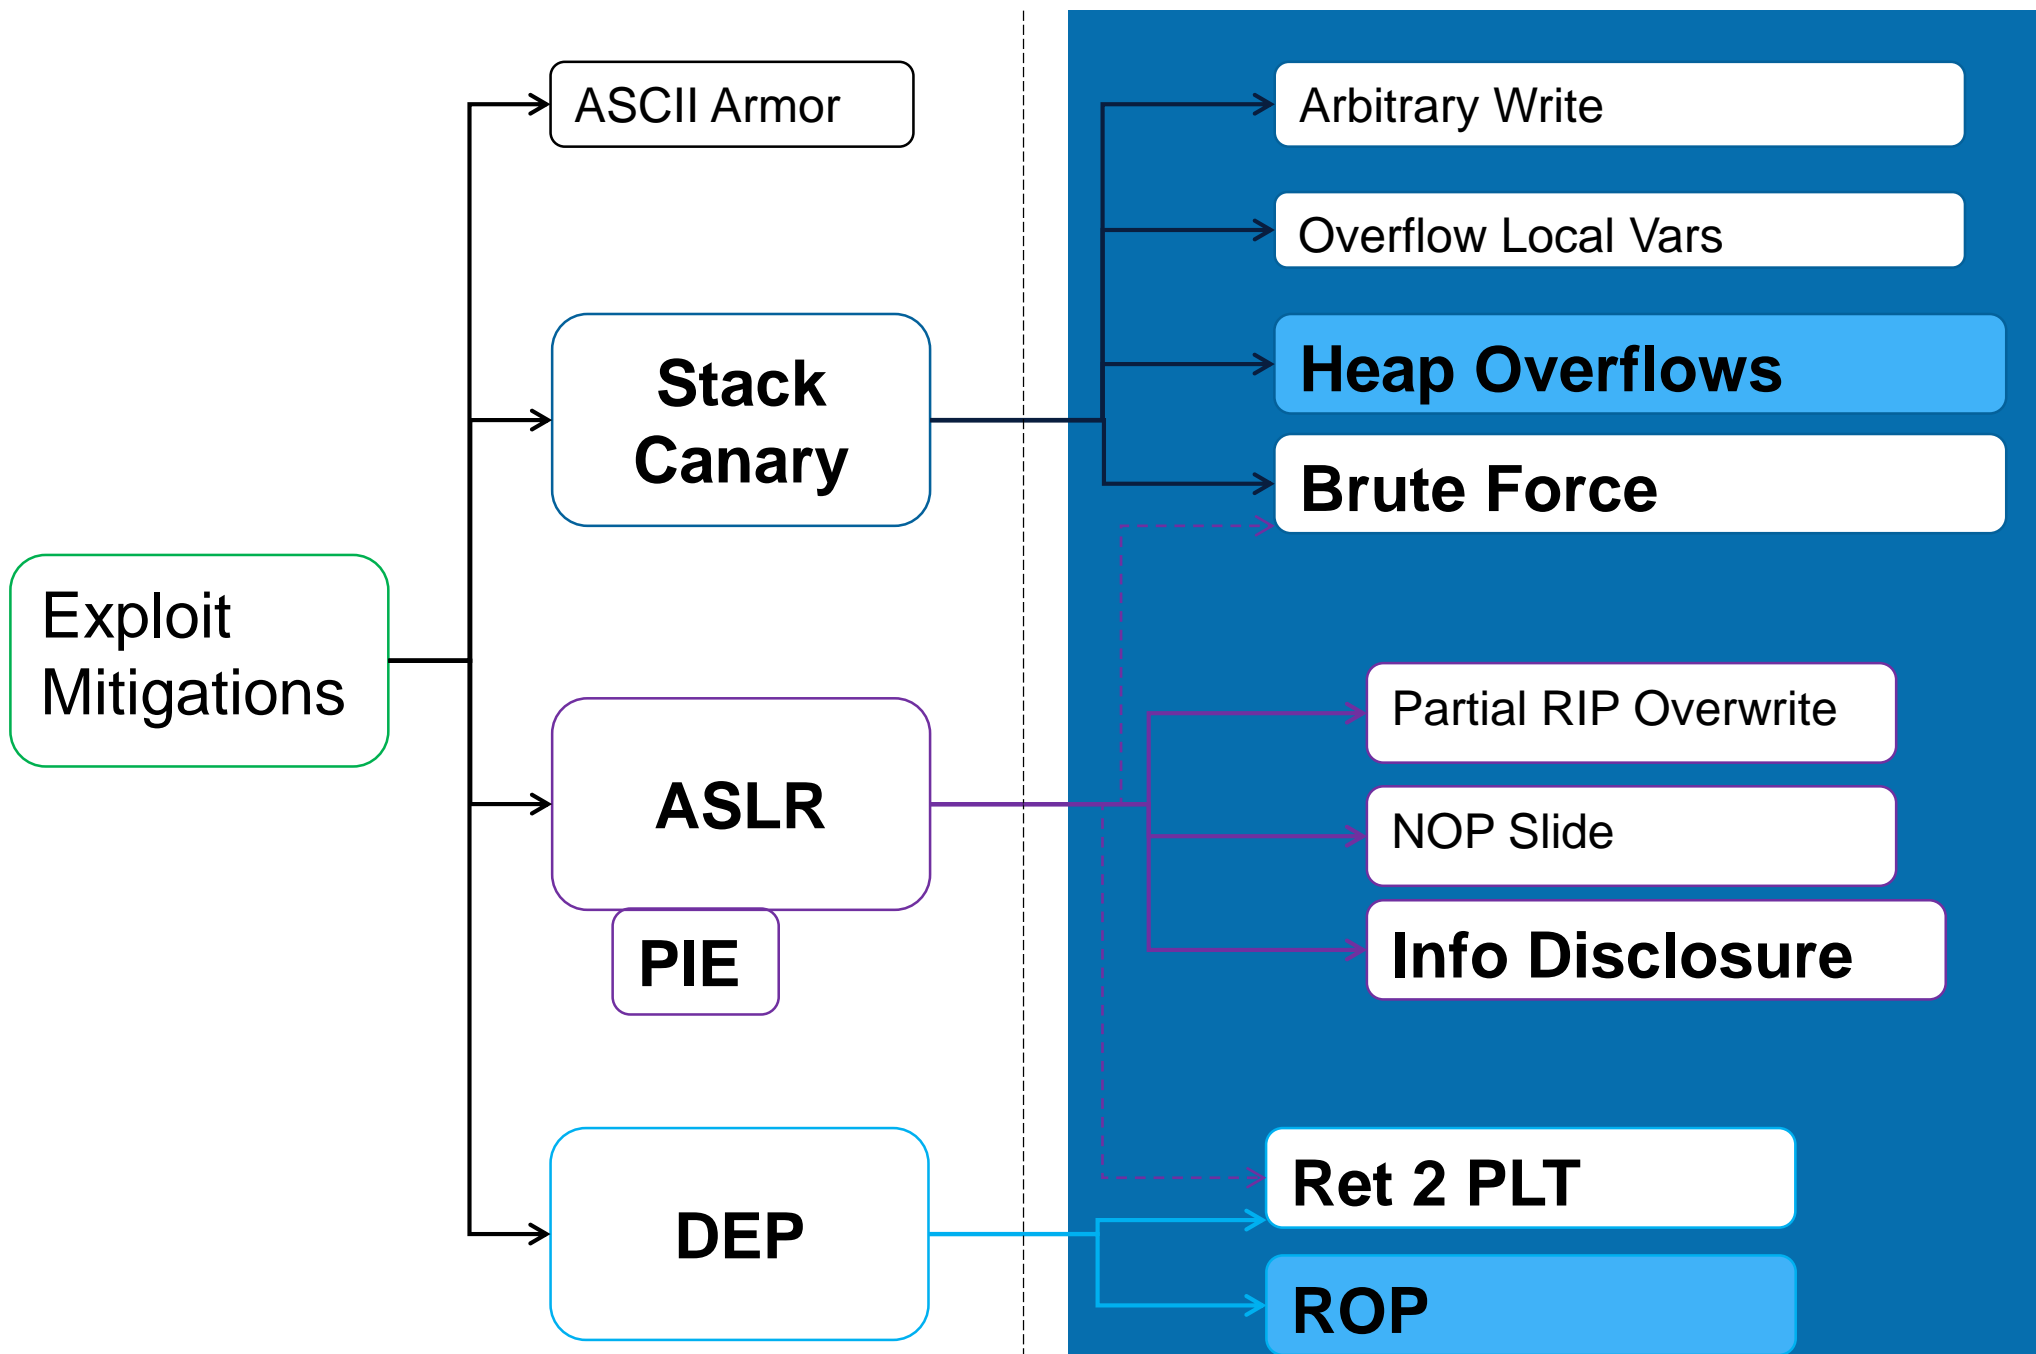 Exploit
Mitigations
ASCII Armor
Stack
Canary
ASLR
PIE
DEP
Arbitrary Write
Overflow Local Vars
Heap Overflows
Brute Force
Partial RIP Overwrite
NOP Slide
Info Disclosure
Ret 2 PLT
ROP